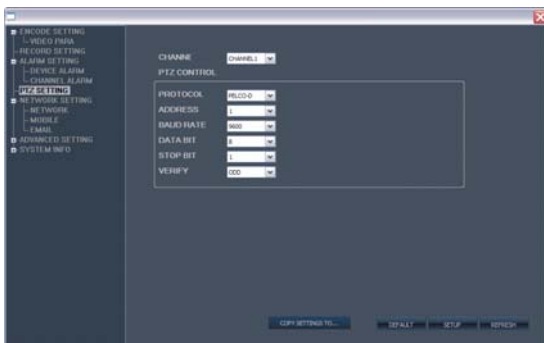 ENCODE SETTING
VIDEO PARA
RECORD SETTING
ALARM SETTING
DEVICE ALARM
CHANNEL ALARM
PTZ SETTING
NETWORK SETTING
NETWORK
MOBILE
EMAIL
ADVANCED SETTING
SYSTEM INFO
CHANNE CHANNEL1
PTZ CONTROL
PROTOCOL PELCO-D
ADDRESS 1
BAUD RATE 9600
DATA BIT 8
STOP BIT 1
VERIFY ODD
COPY SETTINGS TO... DEFAULT SETUP REFRESH